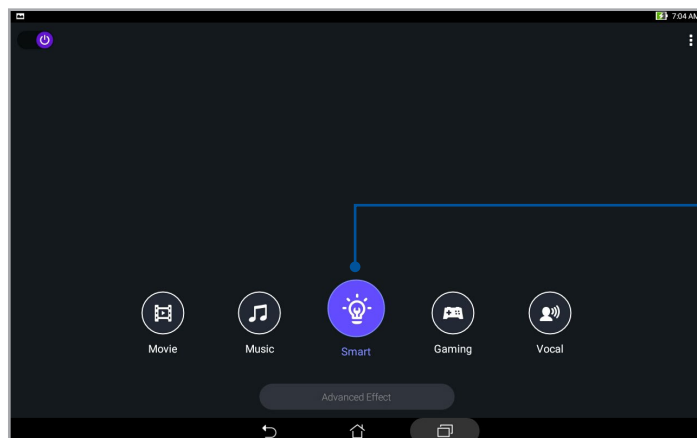 7:04 AM
Movie
Music
Smart
Gaming
Vocal
Advanced Effect